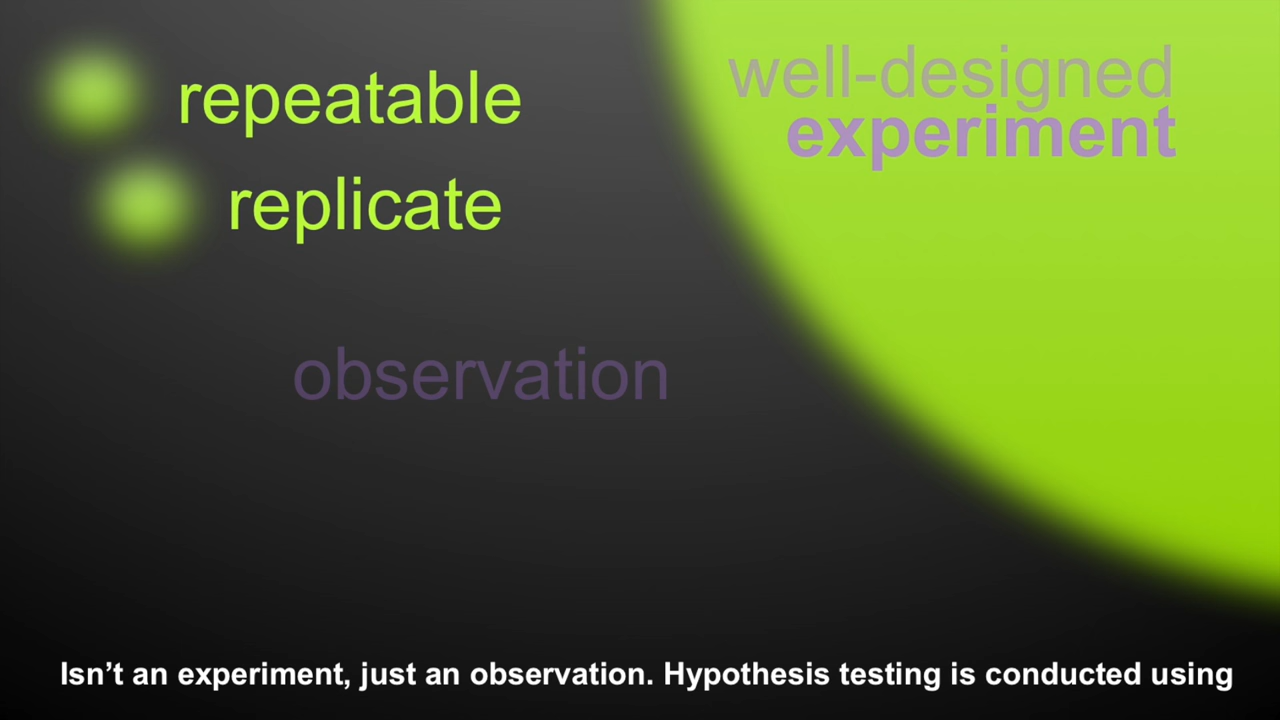 repeatable
replicate
well-designed
experiment
observation
Isn’t an experiment, just an observation. Hypothesis testing is conducted using